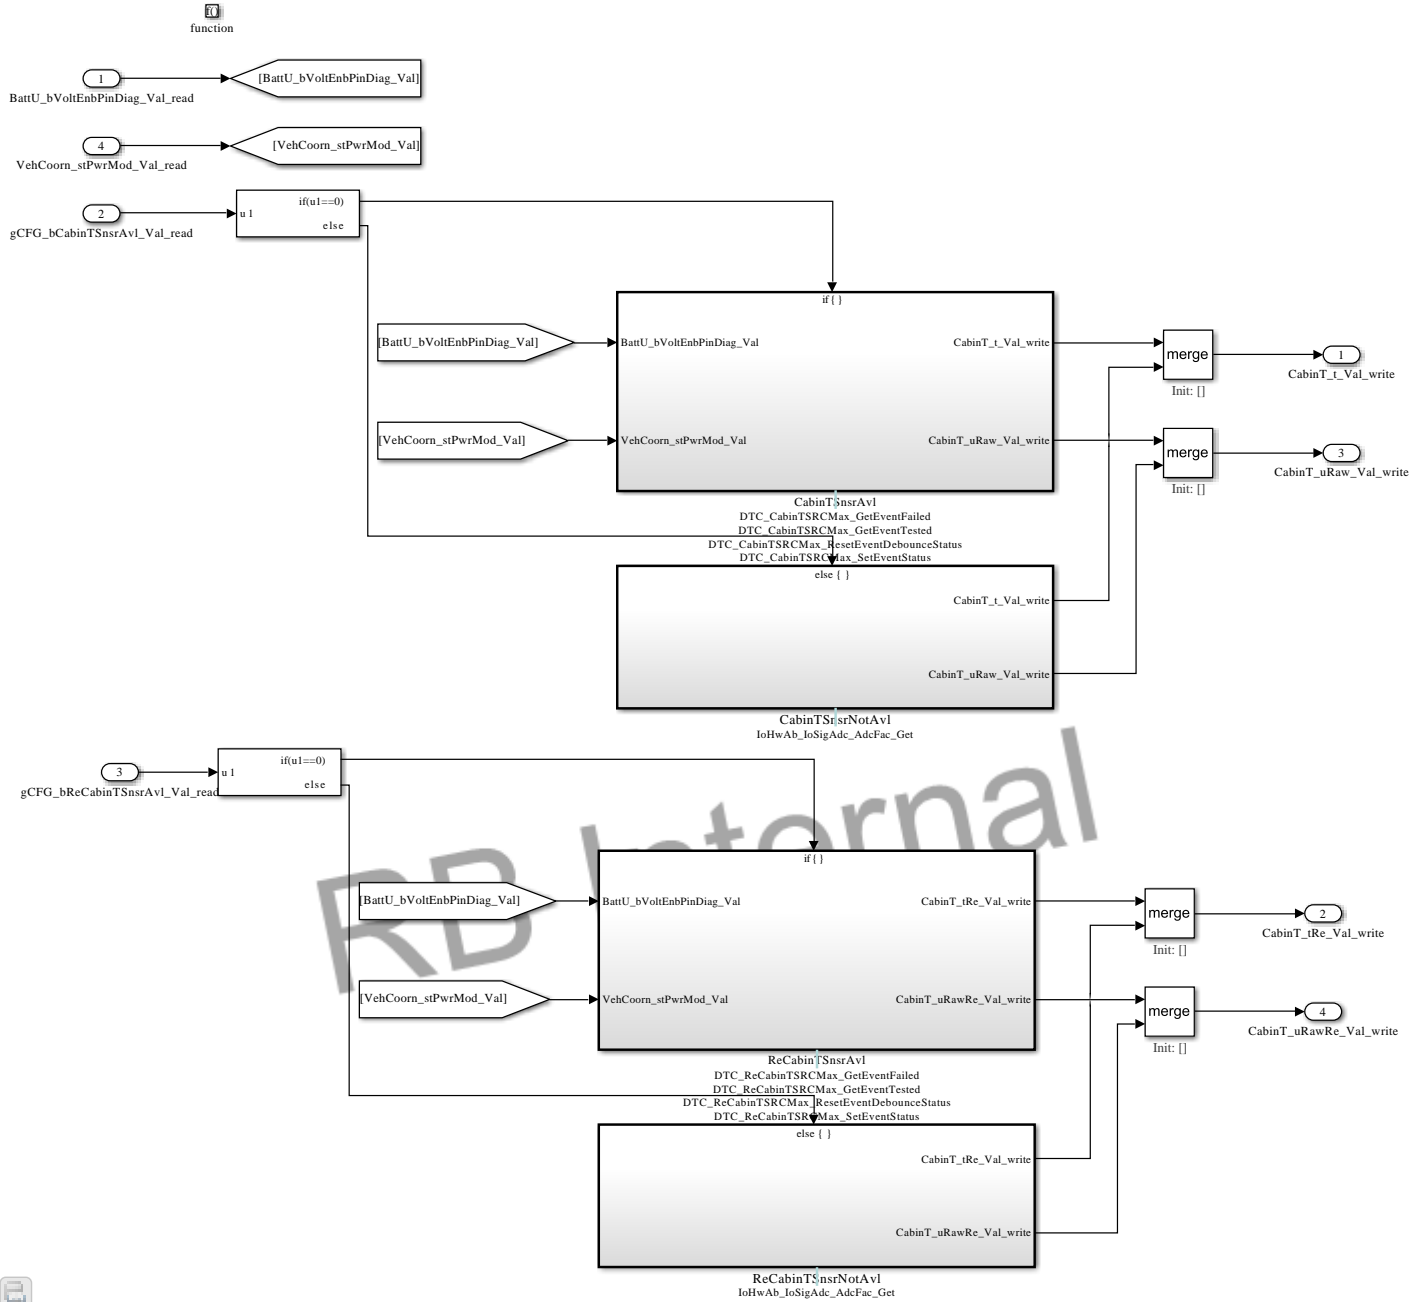 f()
function
1
[BattU_bVoltEnbPinDiag_Val]
BattU_bVoltEnbPinDiag_Val_read
4
[VehCoorn_stPwrMod_Val]
VehCoorn_stPwrMod_Val_read
2
u1
if(u1==0)
else
gCFG_bCabinTSnsrAvl_Val_read
if { }
[BattU_bVoltEnbPinDiag_Val]
BattU_bVoltEnbPinDiag_Val
CabinT_t_Val_write
merge
Init: []
1
CabinT_t_Val_write
[VehCoorn_stPwrMod_Val]
VehCoorn_stPwrMod_Val
CabinT_uRaw_Val_write
merge
Init: []
3
CabinT_uRaw_Val_write
CabinTSnsrAvl
DTC_CabinTSRCMax_GetEventFailed
DTC_CabinTSRCMax_GetEventTested
DTC_CabinTSRCMax_ResetEventDebounceStatus
DTC_CabinTSRCMax_SetEventStatus
else { }
CabinT_t_Val_write
CabinT_uRaw_Val_write
CabinTSnsrNotAvl
IoHwAb_IoSigAdc_AdcFac_Get
RB Internal
3
u1
if(u1==0)
else
gCFG_bReCabinTSnsrAvl_Val_read
if { }
[BattU_bVoltEnbPinDiag_Val]
BattU_bVoltEnbPinDiag_Val
CabinT_tRe_Val_write
merge
Init: []
2
CabinT_tRe_Val_write
[VehCoorn_stPwrMod_Val]
VehCoorn_stPwrMod_Val
CabinT_uRawRe_Val_write
merge
Init: []
4
CabinT_uRawRe_Val_write
ReCabinTSnsrAvl
DTC_ReCabinTSRCMax_GetEventFailed
DTC_ReCabinTSRCMax_GetEventTested
DTC_ReCabinTSRCMax_ResetEventDebounceStatus
DTC_ReCabinTSRCMax_SetEventStatus
else { }
CabinT_tRe_Val_write
CabinT_uRawRe_Val_write
ReCabinTSnsrNotAvl
IoHwAb_IoSigAdc_AdcFac_Get